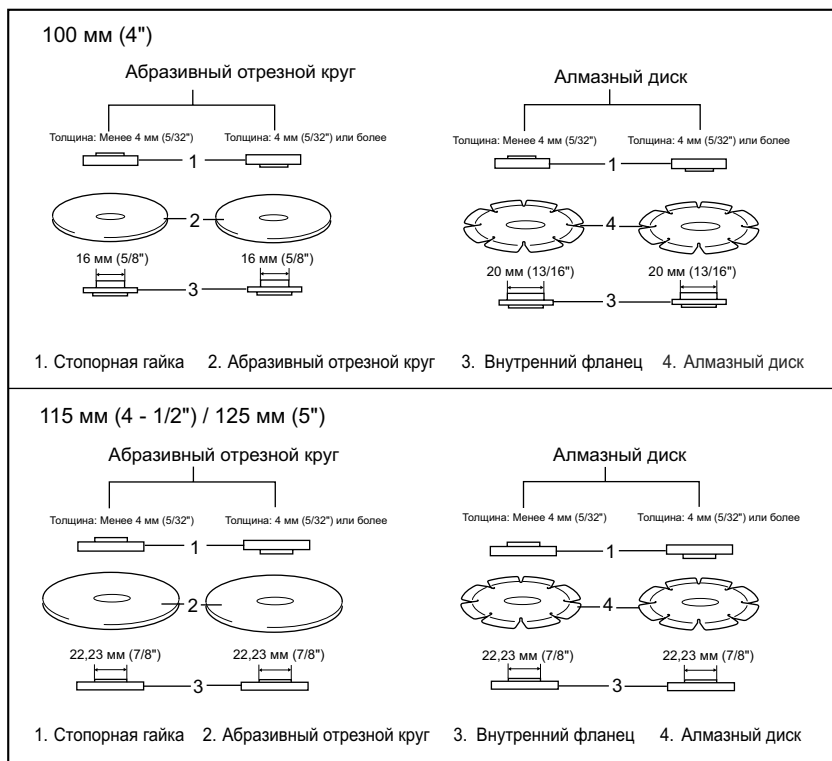 100 мм (4")
Абразивный отрезной круг
Алмазный диск
Толщина: Менее 4 мм (5/32") Толщина: 4 мм (5/32") или более
Толщина: Менее 4 мм (5/32") Толщина: 4 мм (5/32") или более
1
1
2
4
16 мм (5/8") 16 мм (5/8")
20 мм (13/16") 20 мм (13/16")
3
3
1. Стопорная гайка 2. Абразивный отрезной круг 3. Внутренний фланец 4. Алмазный диск
115 мм (4 - 1/2") / 125 мм (5")
Абразивный отрезной круг
Алмазный диск
Толщина: Менее 4 мм (5/32") Толщина: 4 мм (5/32") или более
Толщина: Менее 4 мм (5/32") Толщина: 4 мм (5/32") или более
1
1
2
4
22,23 мм (7/8") 22,23 мм (7/8")
22,23 мм (7/8") 22,23 мм (7/8")
3
3
1. Стопорная гайка 2. Абразивный отрезной круг 3. Внутренний фланец 4. Алмазный диск